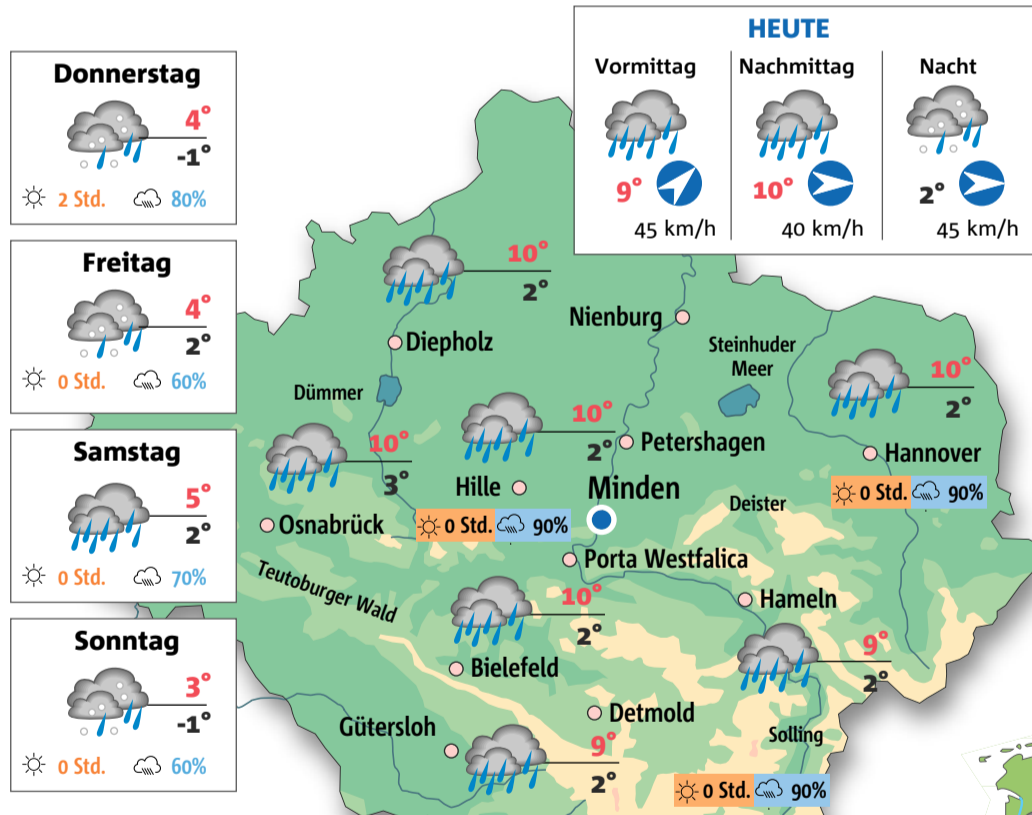 HEUTE
Vormittag Nachmittag Nacht
9° 10° 2°
45 km/h 40 km/h 45 km/h
Donnerstag
4°
-1°
2 Std. 80%
Freitag
4°
2°
0 Std. 60%
Samstag
5°
2°
0 Std. 70%
Sonntag
3°
-1°
0 Std. 60%
10°
2°
Nienburg
Diepholz
Steinhuder
Meer
Dümmer
10°
2°
10°
2°
Petershagen
Hannover
10°
3°
Hille
Minden
0 Std. 90%
Deister
Osnabrück
0 Std. 90%
Porta Westfalica
Teutoburger Wald
10°
2°
Hameln
9°
2°
Bielefeld
Detmold
Gütersloh
Solling
9°
2°
0 Std. 90%